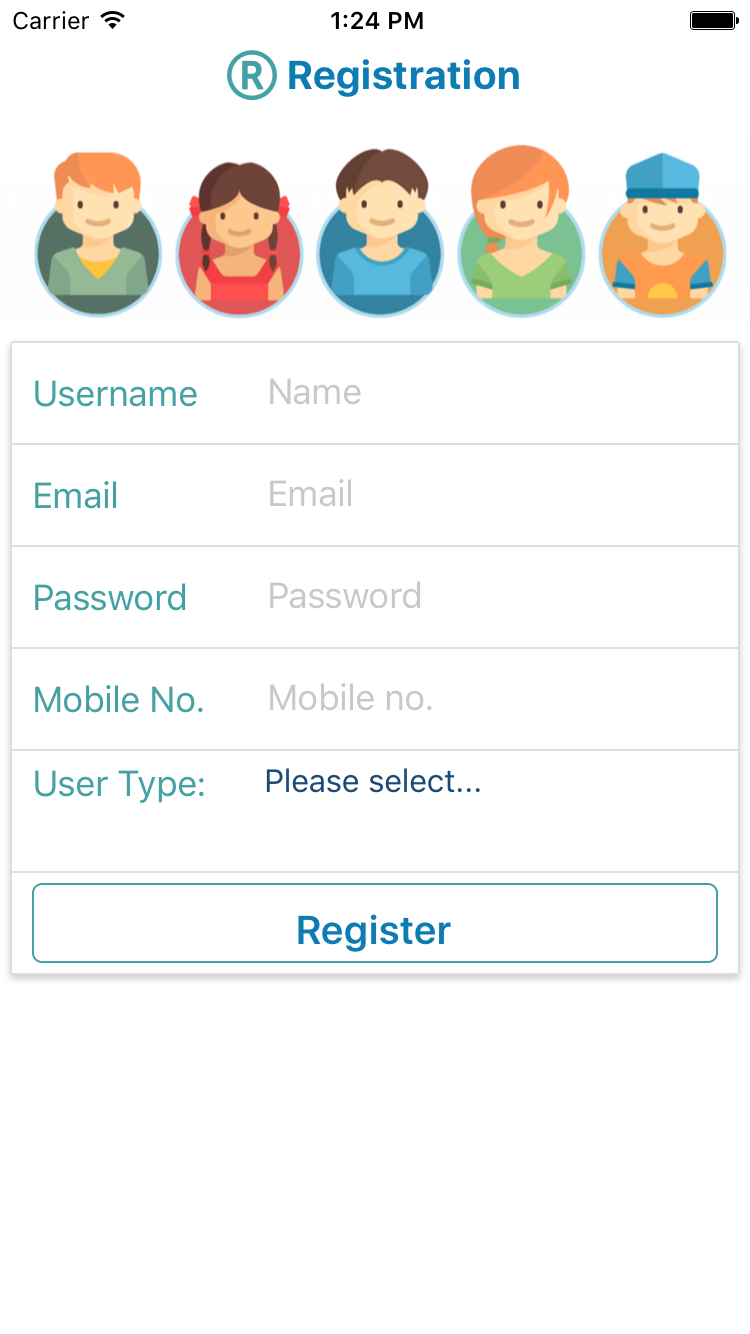 Carrier 1:24 PM
® Registration
Username Name
Email Email
Password Password
Mobile No. Mobile no.
User Type: Please select...
Register